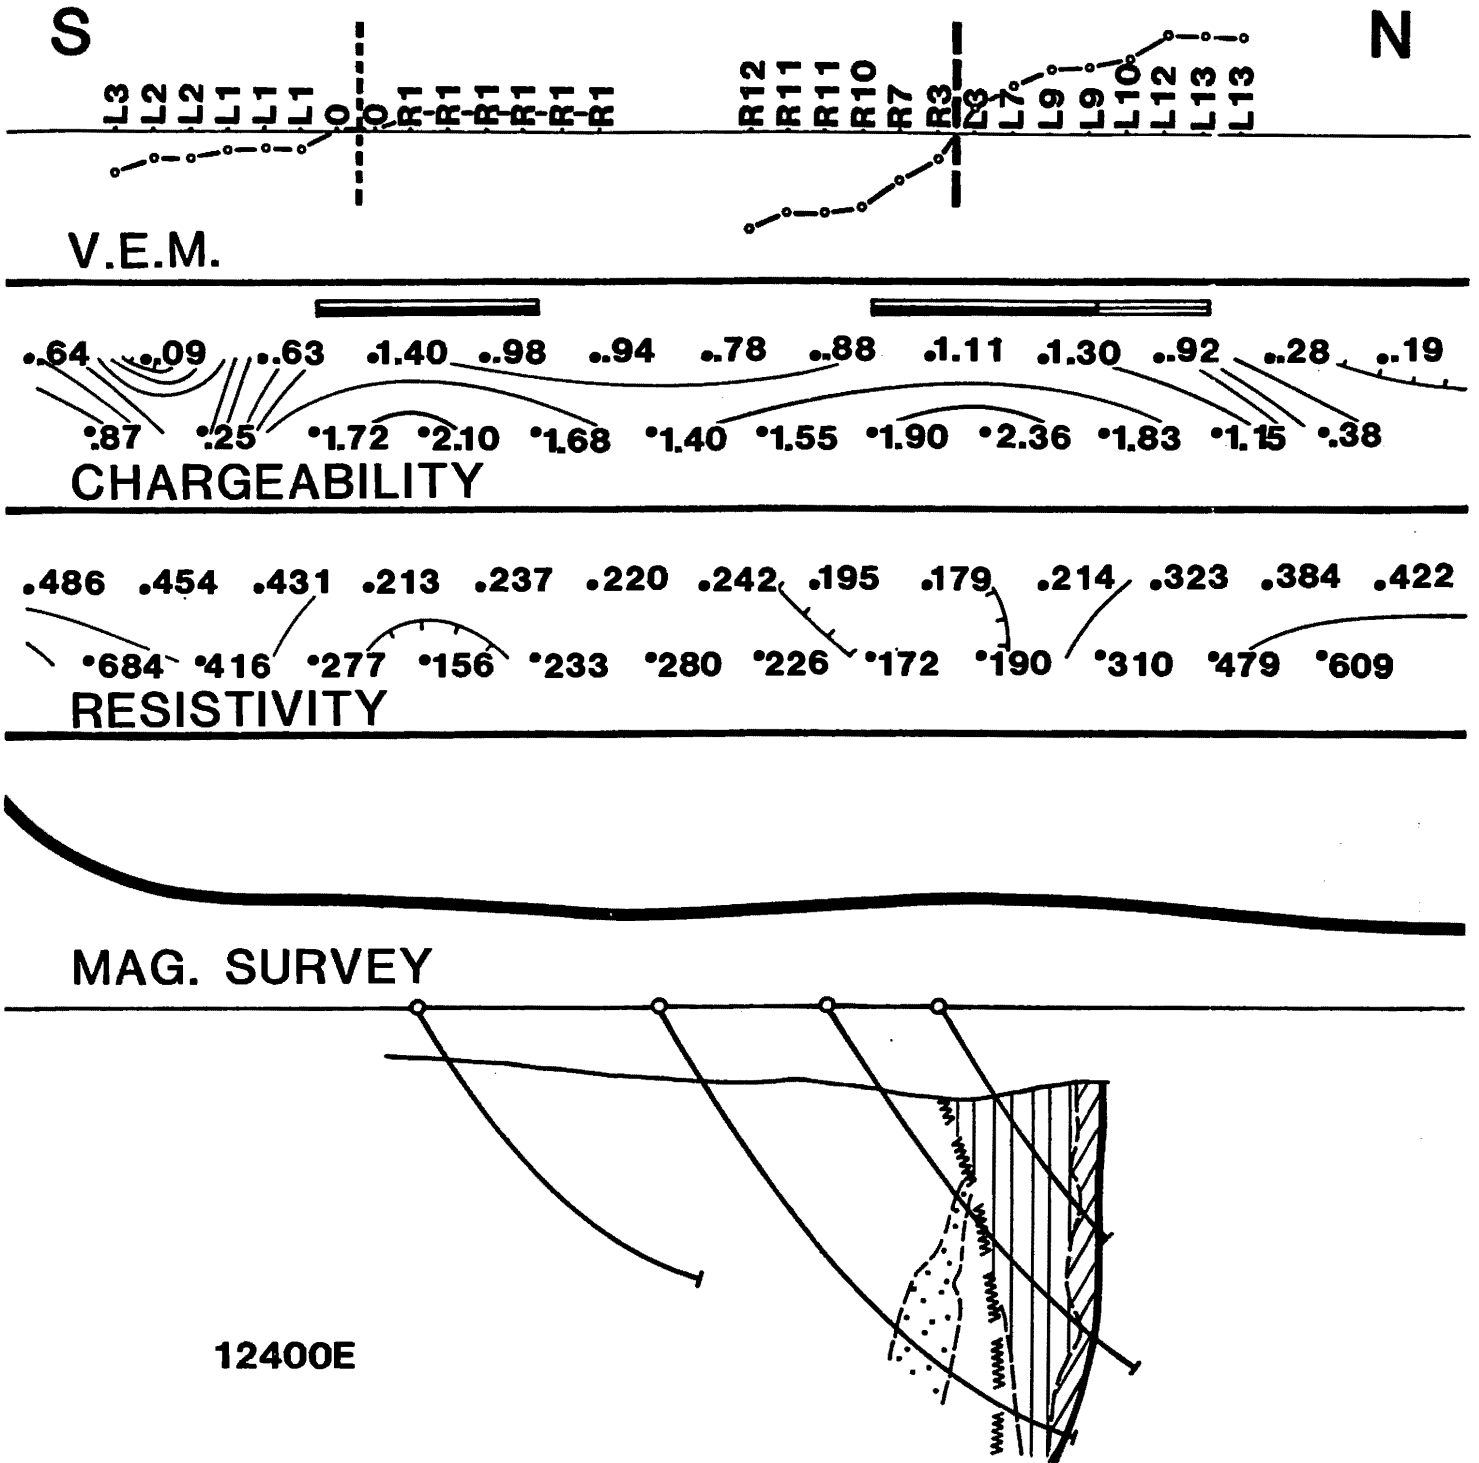 S N
L3 L2 L2 L1 L1 L1 0 0 R1 R1 R1 R1 R1 R1 R12 R11 R11 R10 R7 R3 L3 L7 L9 L9 L10 L12 L13 L13
V.E.M.
.64 .09 .63 1.40 .98 .94 .78 .88 1.11 1.30 .92 .28 .19
.87 .25 1.72 2.10 1.68 1.40 1.55 1.90 2.36 1.83 1.15 .38
CHARGEABILITY
486 454 431 213 237 220 242 195 179 214 323 384 422
684 416 277 156 233 280 226 172 190 310 479 609
RESISTIVITY
MAG. SURVEY
12400E